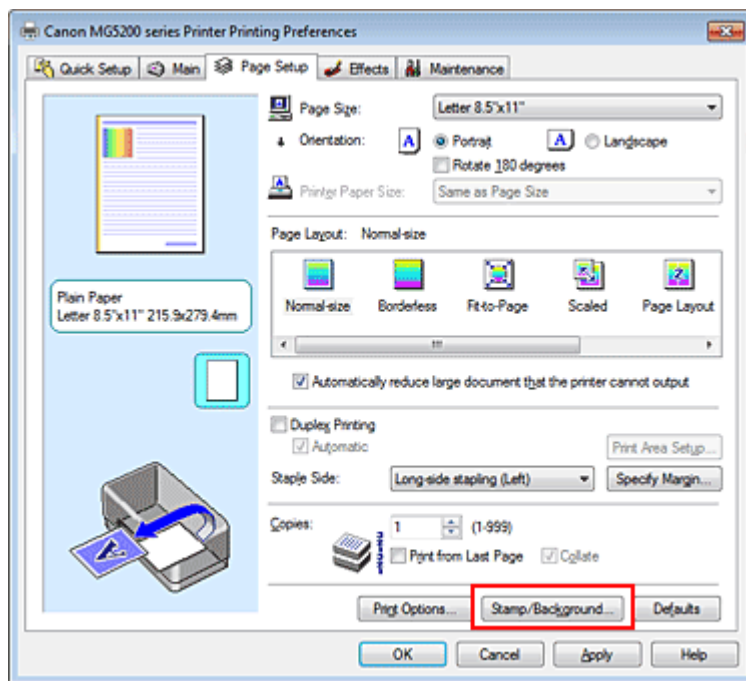 Canon MG5200 series Printer Printing Preferences
Quick Setup Main Page Setup Effects Maintenance
Page Size: Letter 8.5"x11"
Orientation: A Portrait A Landscape
Rotate 180 degrees
Printer Paper Size: Same as Page Size
Page Layout: Normal-size
Normal-size Borderless Fit-to-Page Scaled Page Layout
Plain Paper
Letter 8.5"x11" 215.9x279.4mm
Automatically reduce large document that the printer cannot output
Duplex Printing
Automatic Print Area Setup...
Staple Side: Long-side stapling (Left) Specify Margin...
Copies: 1 (1-999)
Print from Last Page Collate
Print Options... Stamp/Background... Defaults
OK Cancel Apply Help